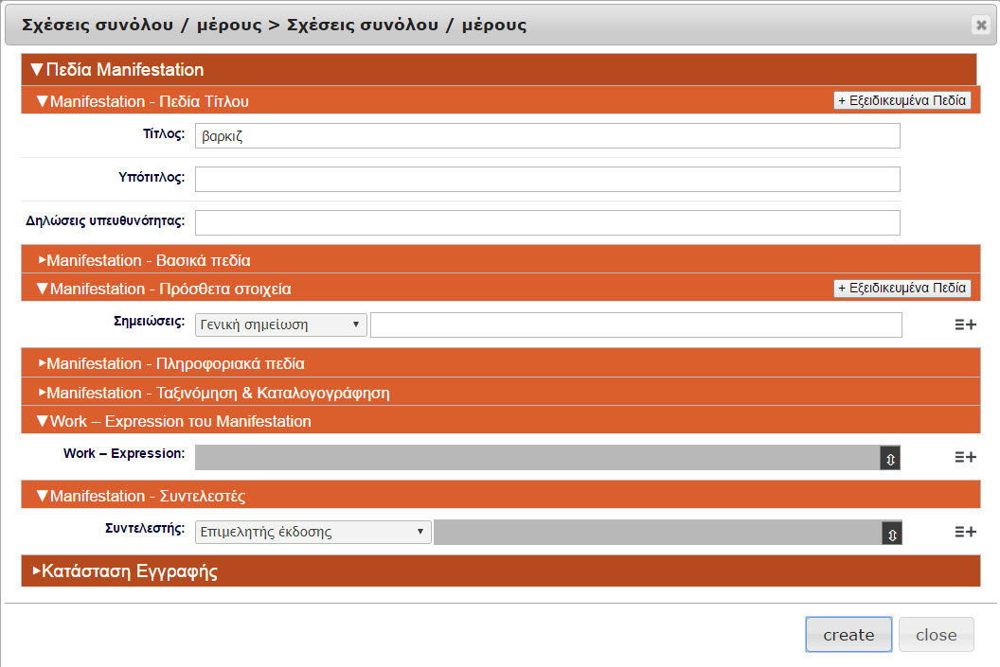 Σχέσεις συνόλου / μέρους > Σχέσεις συνόλου / μέρους
▼Πεδία Manifestation
▼Manifestation - Πεδία Τίτλου + Εξειδικευμένα Πεδία
Τίτλος: βαρκιζ
Υπότιτλος:
Δηλώσεις υπευθυνότητας:
►Manifestation - Βασικά πεδία
▼Manifestation - Πρόσθετα στοιχεία + Εξειδικευμένα Πεδία
Σημειώσεις: Γενική σημείωση
►Manifestation - Πληροφοριακά πεδία
►Manifestation - Ταξινόμηση & Καταλογογράφηση
▼Work – Expression του Manifestation
Work – Expression:
▼Manifestation - Συντελεστές
Συντελεστής: Επιμελητής έκδοσης
►Κατάσταση Εγγραφής
create close